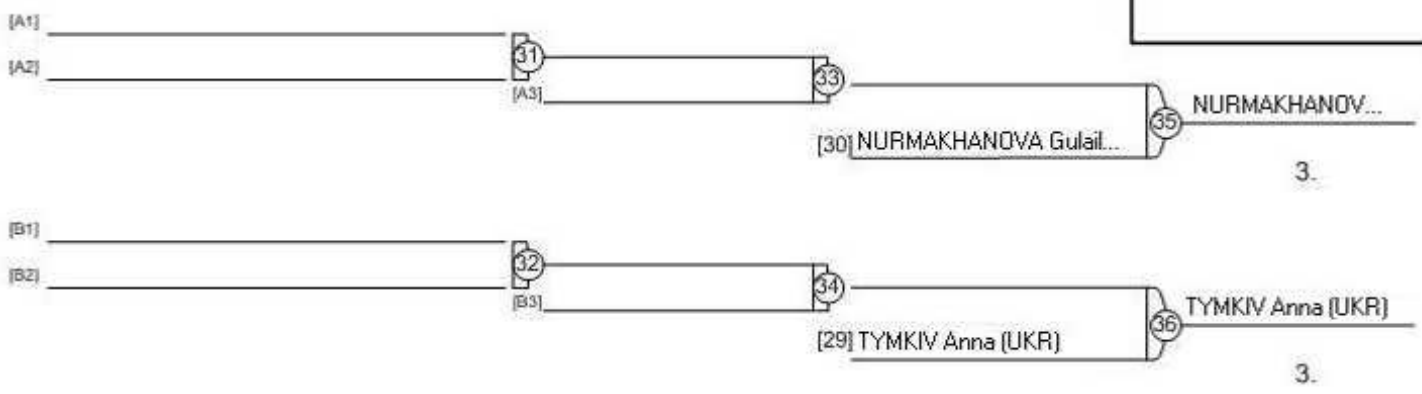 [A1]
[A2]
31
[A3]
33
[30] NURMAKHANOVA Gulail...
35
NURMAKHANOV...
3.
[B1]
[B2]
32
[B3]
34
[29] TYMKIV Anna (UKR)
36
TYMKIV Anna (UKR)
3.